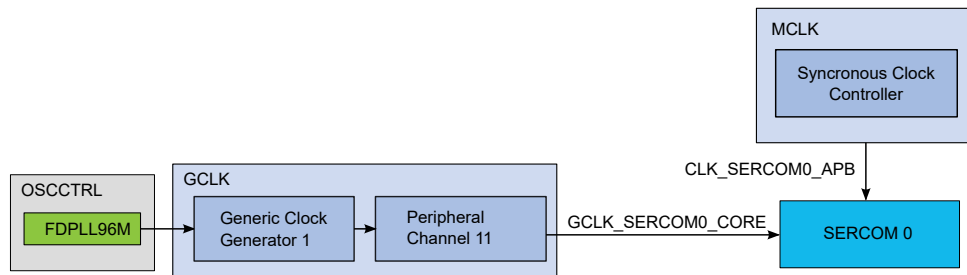 MCLK
Syncronous Clock
Controller
CLK_SERCOM0_APB
OSCCTRL
FDPLL96M
GCLK
Generic Clock
Generator 1
Peripheral
Channel 11
GCLK_SERCOM0_CORE
SERCOM 0